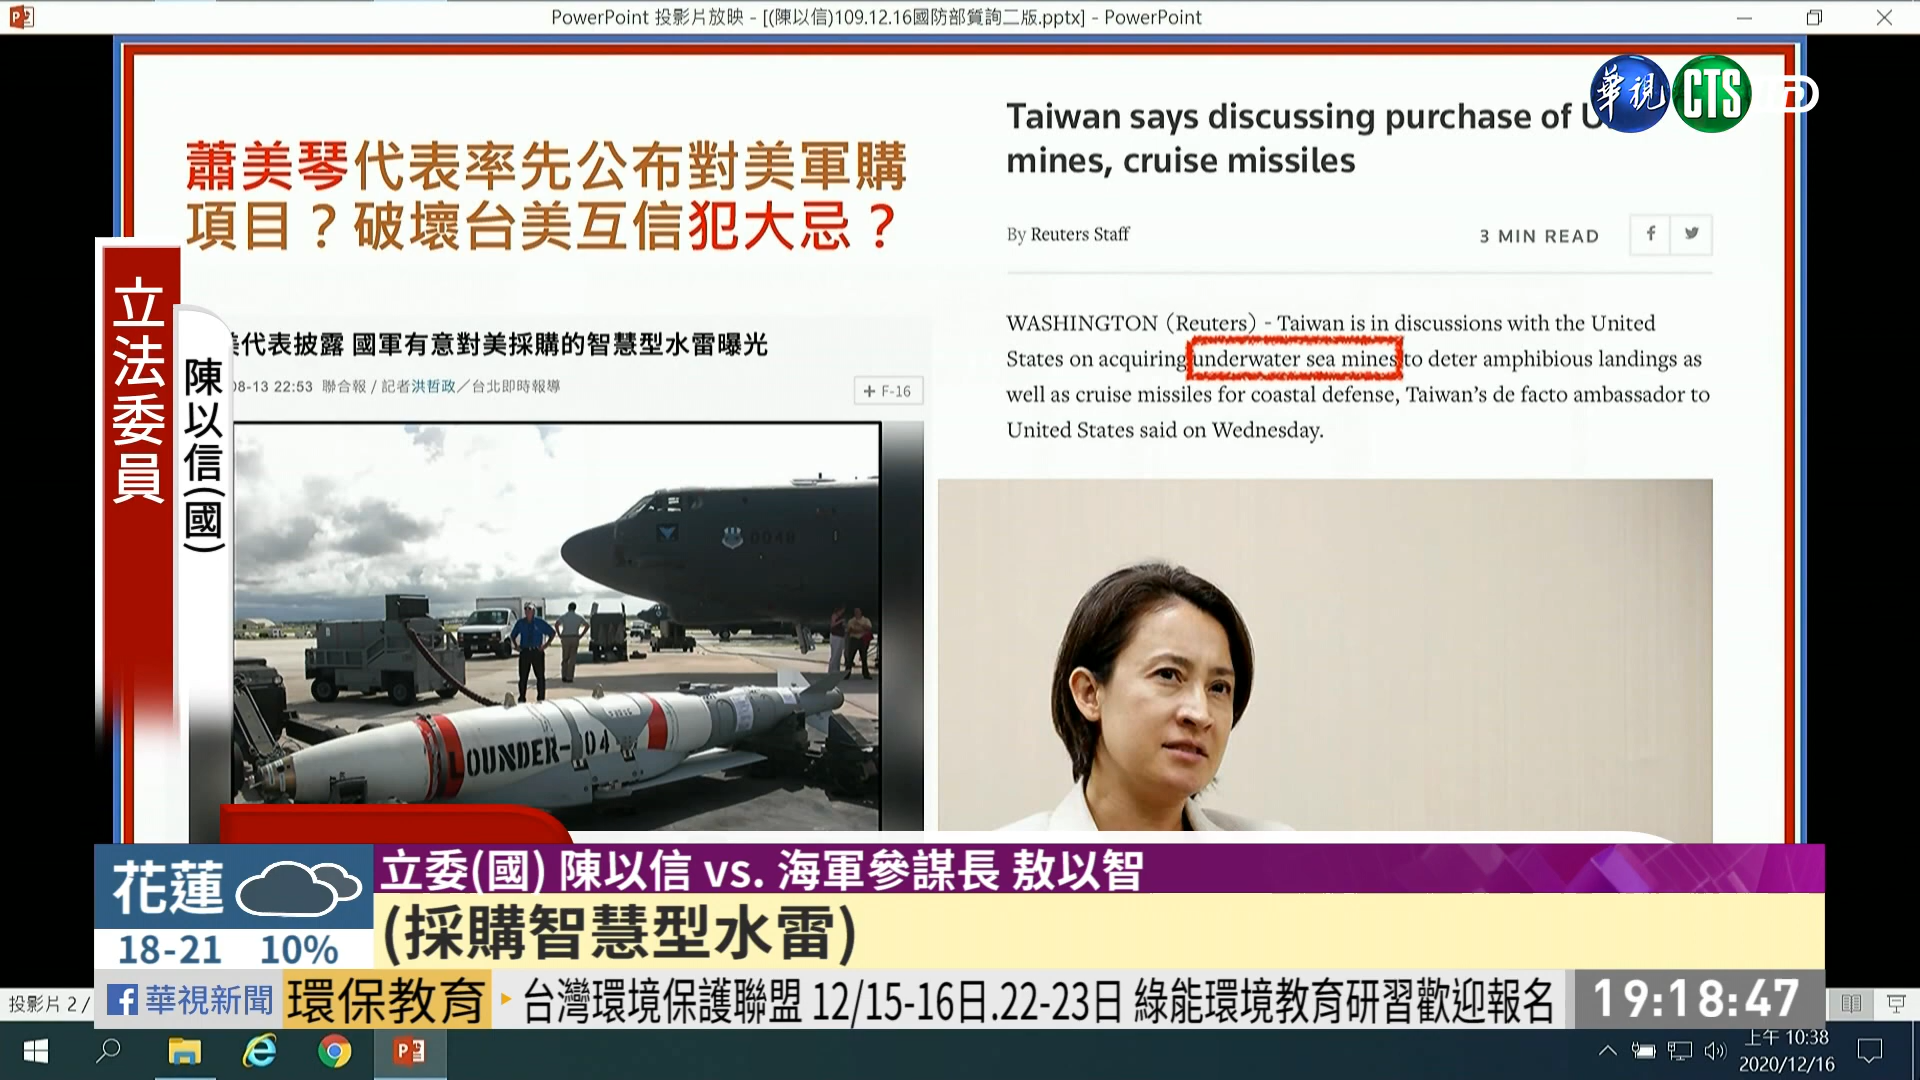 PowerPoint 投影片放映 - [(陳以信)109.12.16國防部質詢二版.pptx] - PowerPoint
華視 CTS
蕭美琴代表率先公布對美軍購
項目？破壞台美互信犯大忌？
Taiwan says discussing purchase of U
mines, cruise missiles
By Reuters Staff
3 MIN READ
WASHINGTON (Reuters) - Taiwan is in discussions with the United
States on acquiring underwater sea mines to deter amphibious landings as
well as cruise missiles for coastal defense, Taiwan's de facto ambassador to
United States said on Wednesday.
代表披露 國軍有意對美採購的智慧型水雷曝光
08-13 22:53 聯合報 / 記者洪哲政／台北即時報導
+ F-16
0048
立法委員
陳以信(國)
立委(國) 陳以信 vs. 海軍參謀長 敖以智
(採購智慧型水雷)
花蓮
18-21 10%
華視新聞
環保教育
台灣環境保護聯盟 12/15-16日.22-23日 綠能環境教育研習歡迎報名
19:18:47
投影片 2 /
上午 10:38
2020/12/16